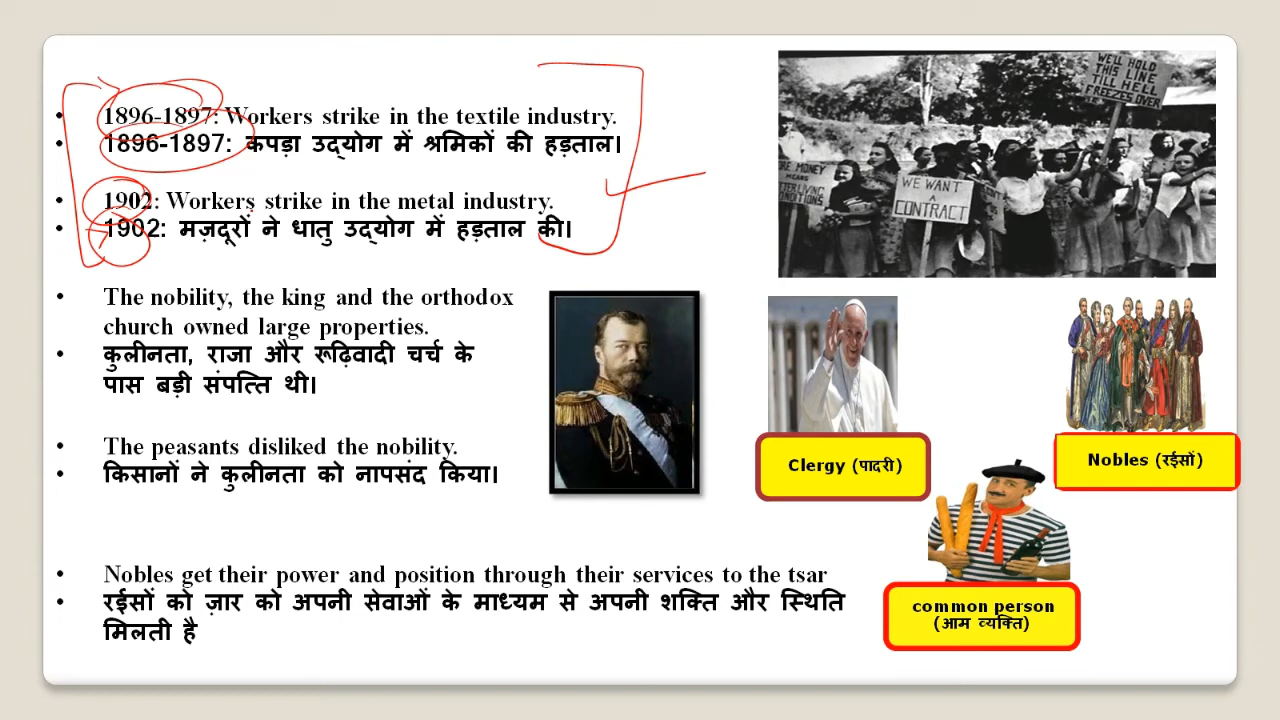 1896-1897: Workers strike in the textile industry.
1896-1897: कपड़ा उद्योग में श्रमिकों की हड़ताल।
1902: Workers strike in the metal industry.
1902: मज़दूरों ने धातु उद्योग में हड़ताल की।
The nobility, the king and the orthodox
church owned large properties.
कुलीनता, राजा और रूढ़िवादी चर्च के
पास बड़ी संपत्ति थी।
The peasants disliked the nobility.
किसानों ने कुलीनता को नापसंद किया।
Nobles get their power and position through their services to the tsar
रईसों को ज़ार को अपनी सेवाओं के माध्यम से अपनी शक्ति और स्थिति
मिलती है
WE'LL HOLD
THIS LINE
TILL HELL
FREEZES OVER
MONEY
MEANS
LIVING
CONDITIONS
WE WANT
A
CONTRACT
Clergy (पादरी)
Nobles (रईसों)
common person
(आम व्यक्ति)